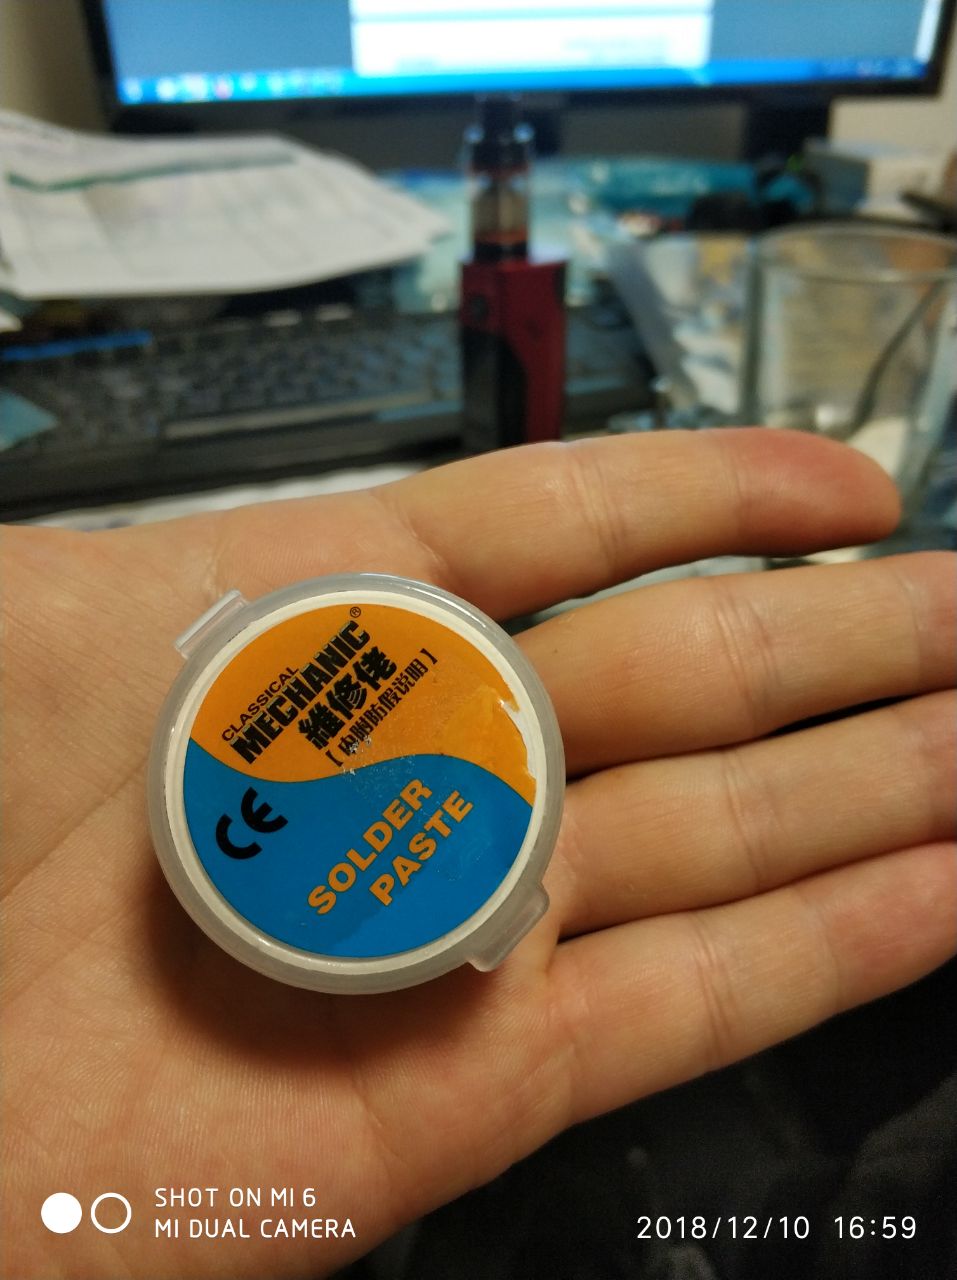 CLASSICAL
MECHANIC®
維修佬
【内附防假说明】
CE
SOLDER
PASTE
SHOT ON MI 6
MI DUAL CAMERA
2018/12/10 16:59